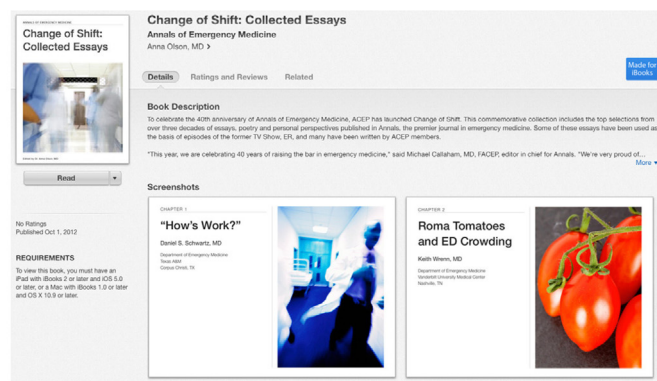 ANNALS OF EMERGENCY MEDICINE
Change of Shift:
Collected Essays
Read
No Ratings
Published Oct 1, 2012
REQUIREMENTS
To view this book, you must have an
iPad with iBooks 2 or later and iOS 5.0
or later, or a Mac with iBooks 1.0 or later
and OS X 10.9 or later.
Change of Shift: Collected Essays
Annals of Emergency Medicine
Anna Olson, MD >
Made for
iBooks
Details
Ratings and Reviews
Related
Book Description
To celebrate the 40th anniversary of Annals of Emergency Medicine, ACEP has launched Change of Shift. This commemorative collection includes the top selections from
over three decades of essays, poetry and personal perspectives published in Annals, the premier journal in emergency medicine. Some of these essays have been used as
the basis of episodes of the former TV Show, ER, and many have been written by ACEP members.
"This year, we are celebrating 40 years of raising the bar in emergency medicine," said Michael Callaham, MD, FACEP, editor in chief for Annals. "We're very proud of...
More ▾
Screenshots
CHAPTER 1
“How’s Work?”
Daniel S. Schwartz, MD
Department of Emergency Medicine
Texas A&M
Corpus Christi, TX
CHAPTER 2
Roma Tomatoes
and ED Crowding
Keith Wrenn, MD
Department of Emergency Medicine
Vanderbilt University Medical Center
Nashville, TN